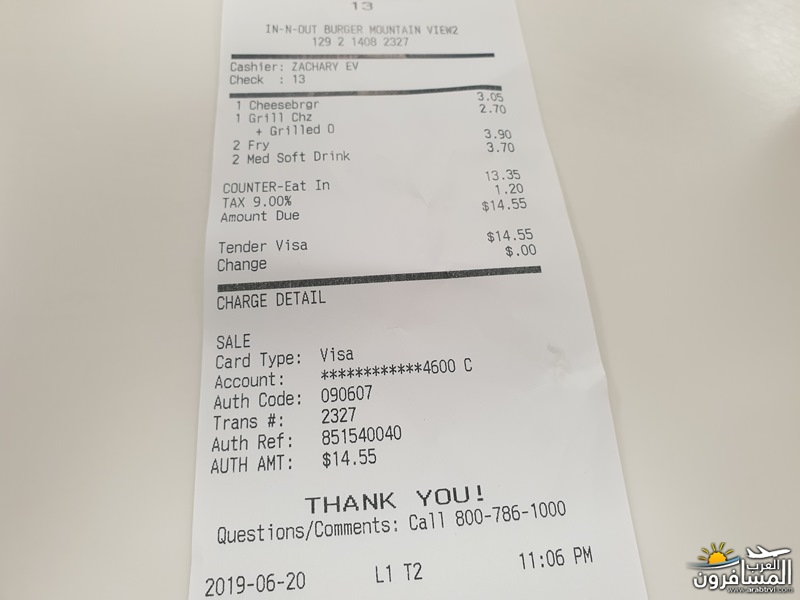 13
IN-N-OUT BURGER MOUNTAIN VIEW2
129 2 1408 2327
Cashier: ZACHARY EV
Check : 13
1 Cheesebrgr 3.05
1 Grill Chz 2.70
+ Grilled O
2 Fry 3.90
2 Med Soft Drink 3.70
COUNTER-Eat In 13.35
TAX 9.00% 1.20
Amount Due $14.55
Tender Visa $14.55
Change $.00
CHARGE DETAIL
SALE
Card Type: Visa
Account: ************4600 C
Auth Code: 090607
Trans #: 2327
Auth Ref: 851540040
AUTH AMT: $14.55
THANK YOU!
Questions/Comments: Call 800-786-1000
2019-06-20 L1 T2 11:06 PM
العرب
المسافرون
www.arabtrvl.com